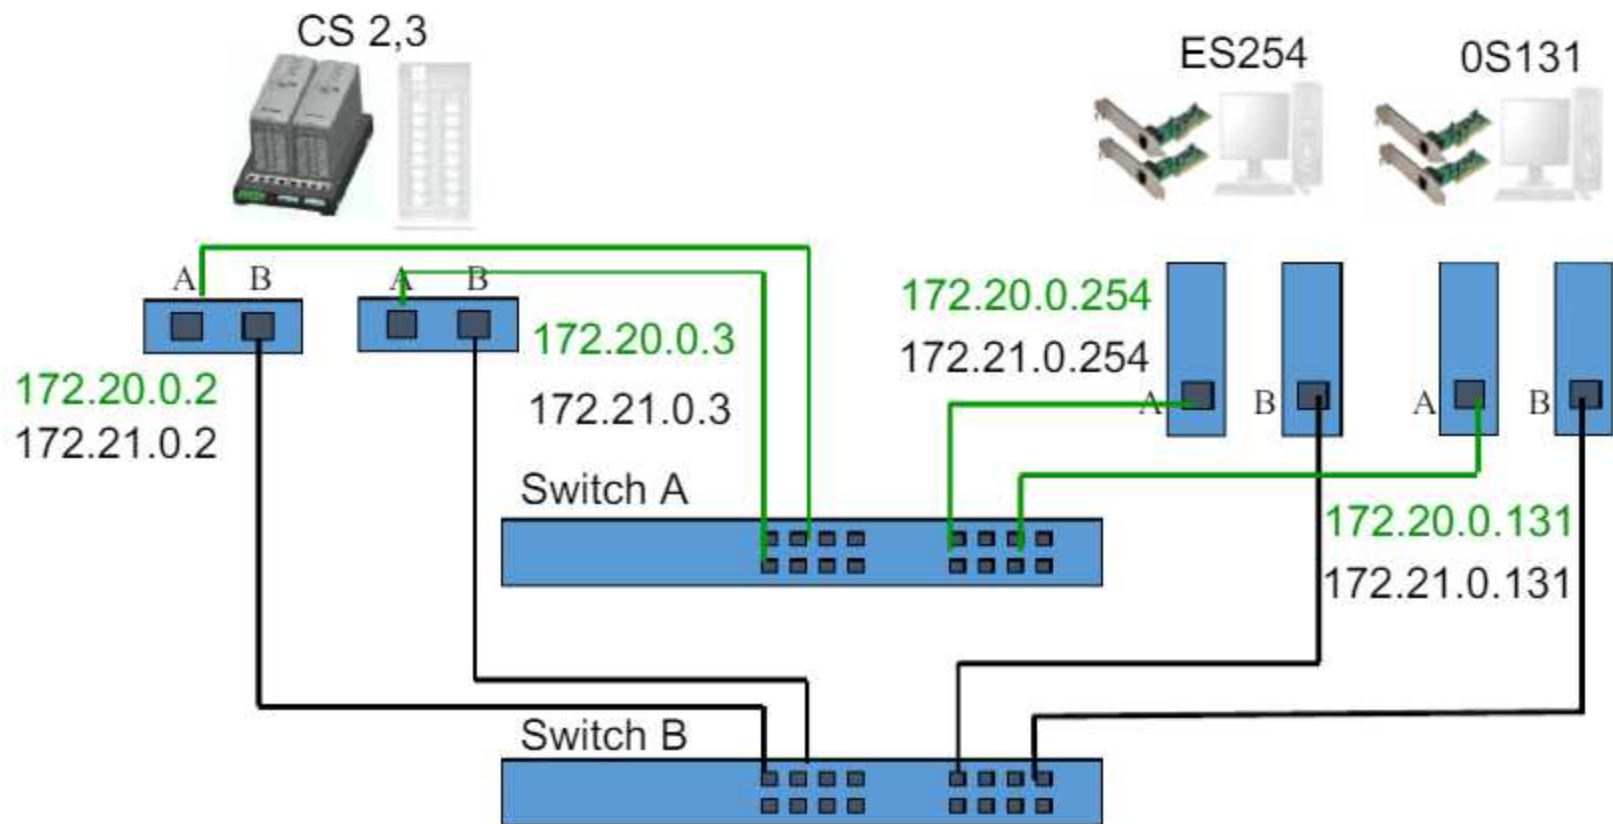 CS 2,3
ES254
0S131
A B
A B
172.20.0.254
172.21.0.254
172.20.0.3
172.21.0.3
172.20.0.2
172.21.0.2
A B A B
Switch A
172.20.0.131
172.21.0.131
Switch B